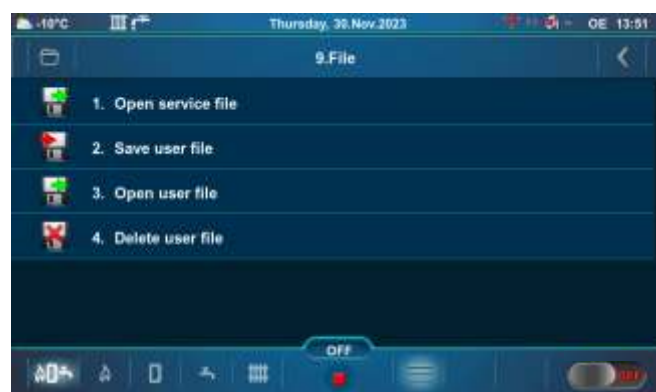 -10°C Thursday, 30.Nov.2023 OE 13:51
9.File
1. Open service file
2. Save user file
3. Open user file
4. Delete user file
OFF
OFF